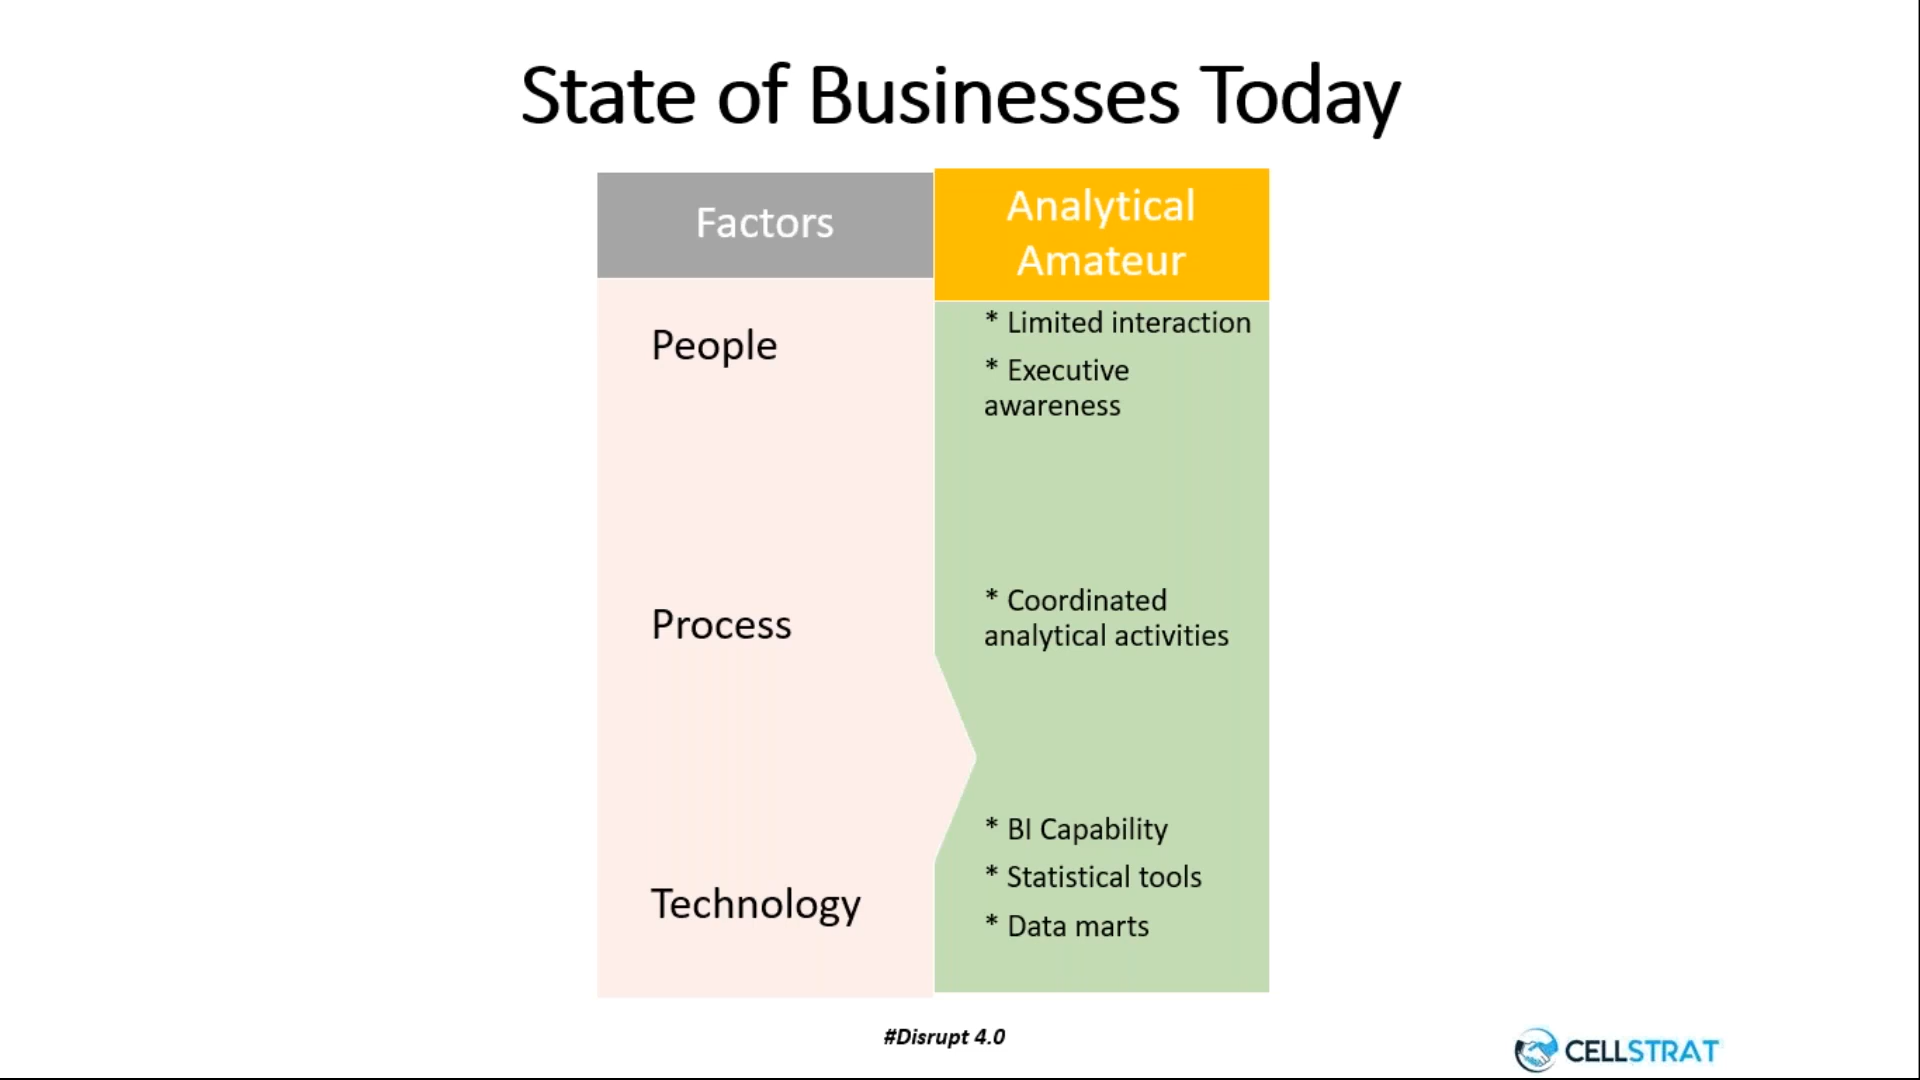 State of Businesses Today
Factors
Analytical
Amateur
People
* Limited interaction
* Executive
awareness
Process
* Coordinated
analytical activities
Technology
* BI Capability
* Statistical tools
* Data marts
#Disrupt 4.0
CELLSTRAT